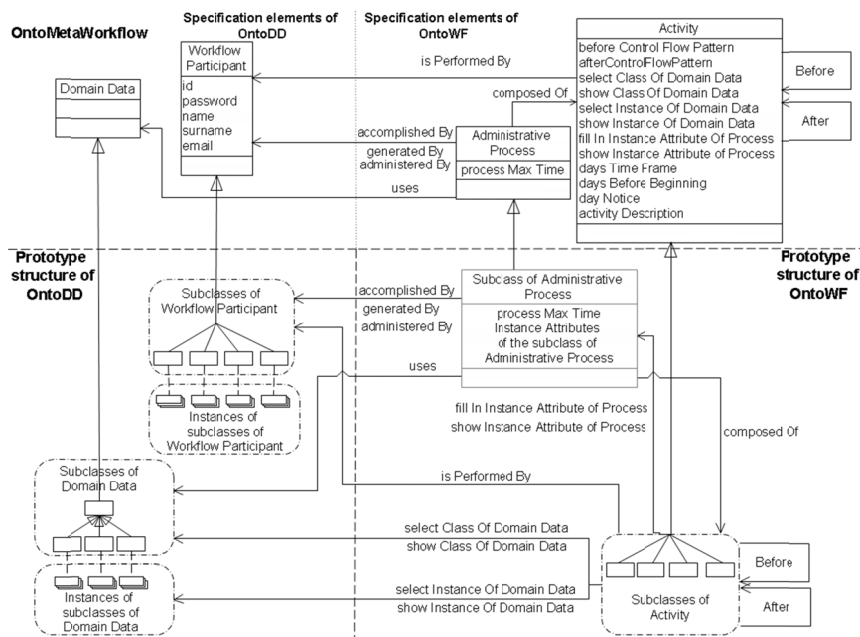 OntoMetaWorkflow
Specification elements of
OntoDD
Specification elements of
OntoWF
Domain Data
Workflow
Participant
id
password
name
surname
email
is Performed By
composed Of
accomplished By
generated By
administered By
uses
Administrative
Process
process Max Time
Activity
before Control Flow Pattern
afterControFlowPattern
select Class Of Domain Data
show Class Of Domain Data
select Instance Of Domain Data
show Instance Of Domain Data
fill In Instance Attribute Of Process
show Instance Attribute of Process
days Time Frame
days Before Beginning
day Notice
activity Description
Before
After
Prototype
structure of
OntoDD
Prototype
structure of
OntoWF
Subclasses of
Workflow Participant
Instances of
subclasses of
Workflow Participant
accomplished By
generated By
administered By
uses
Subcass of Administrative
Process
process Max Time
Instance Attributes
of the subclass of
Administrative Process
fill In Instance Attribute of Process
show Instance Attribute of Process
composed Of
Subclasses of
Domain Data
is Performed By
select Class Of Domain Data
show Class Of Domain Data
select Instance Of Domain Data
show Instance Of Domain Data
Instances of
subclasses of
Domain Data
Subclasses of
Activity
Before
After